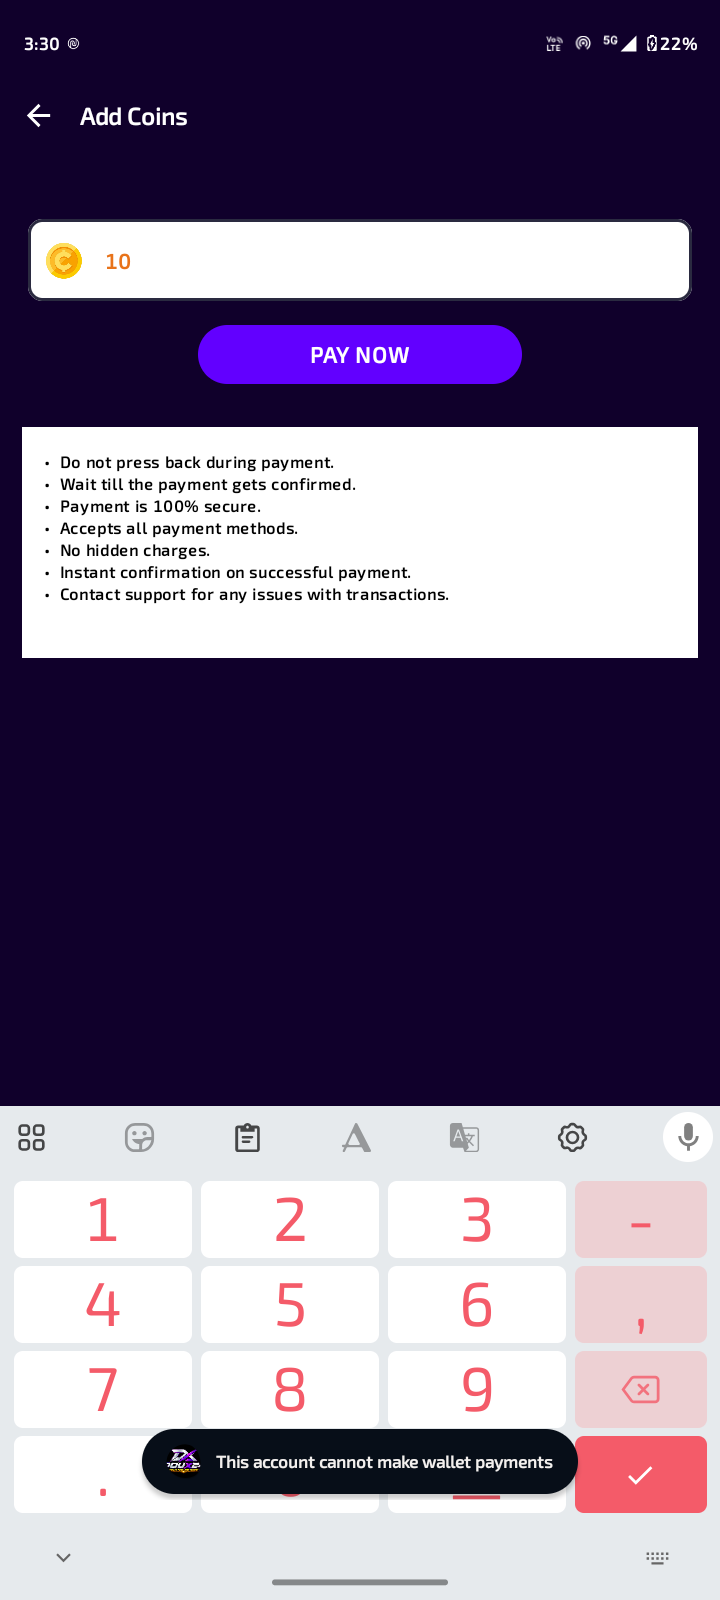 3:30
Vo
LTE
5G
22%
Add Coins
10
PAY NOW
• Do not press back during payment.
• Wait till the payment gets confirmed.
• Payment is 100% secure.
• Accepts all payment methods.
• No hidden charges.
• Instant confirmation on successful payment.
• Contact support for any issues with transactions.
A
A 文
1 2 3 -
4 5 6 ,
7 8 9
.
This account cannot make wallet payments